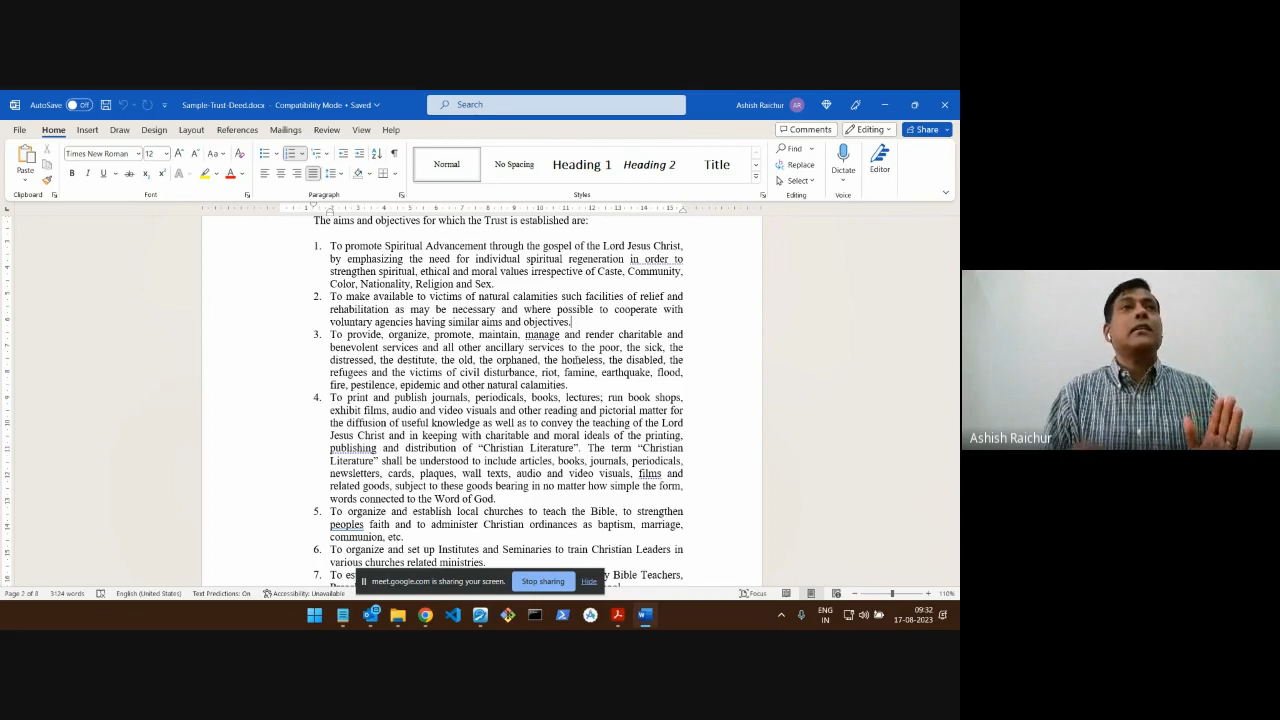 AutoSave Off Sample-Trust-Deed.docx - Compatibility Mode • Saved Search Ashish Raichur AR
File Home Insert Draw Design Layout References Mailings Review View Help Comments Editing Share
Paste Times New Roman 12 Normal No Spacing Heading 1 Heading 2 Title Find Replace Select Dictate Editor
Clipboard Font Paragraph Styles Editing Voice Editor
The aims and objectives for which the Trust is established are:
1. To promote Spiritual Advancement through the gospel of the Lord Jesus Christ,
by emphasizing the need for individual spiritual regeneration in order to
strengthen spiritual, ethical and moral values irrespective of Caste, Community,
Color, Nationality, Religion and Sex.
2. To make available to victims of natural calamities such facilities of relief and
rehabilitation as may be necessary and where possible to cooperate with
voluntary agencies having similar aims and objectives.
3. To provide, organize, promote, maintain, manage and render charitable and
benevolent services and all other ancillary services to the poor, the sick, the
distressed, the destitute, the old, the orphaned, the homeless, the disabled, the
refugees and the victims of civil disturbance, riot, famine, earthquake, flood,
fire, pestilence, epidemic and other natural calamities.
4. To print and publish journals, periodicals, books, lectures; run book shops,
exhibit films, audio and video visuals and other reading and pictorial matter for
the diffusion of useful knowledge as well as to convey the teaching of the Lord
Jesus Christ and in keeping with charitable and moral ideals of the printing,
publishing and distribution of “Christian Literature”. The term “Christian
Literature” shall be understood to include articles, books, journals, periodicals,
newsletters, cards, plaques, wall texts, audio and video visuals, films and
related goods, subject to these goods bearing in no matter how simple the form,
words connected to the Word of God.
5. To organize and establish local churches to teach the Bible, to strengthen
peoples faith and to administer Christian ordinances as baptism, marriage,
communion, etc.
6. To organize and set up Institutes and Seminaries to train Christian Leaders in
various churches related ministries.
7. To es Bible Teachers,
meet.google.com is sharing your screen. Stop sharing Hide
Page 2 of 8 3124 words English (United States) Text Predictions: On Accessibility: Unavailable Focus 110%
ENG
IN
09:32
17-08-2023
Ashish Raichur